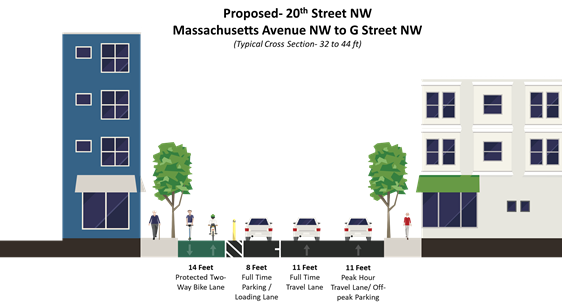 Proposed- 20th Street NW
Massachusetts Avenue NW to G Street NW
(Typical Cross Section- 32 to 44 ft)
14 Feet
Protected Two-
Way Bike Lane
8 Feet
Full Time
Parking /
Loading Lane
11 Feet
Full Time
Travel Lane
11 Feet
Peak Hour
Travel Lane/ Off-
peak Parking